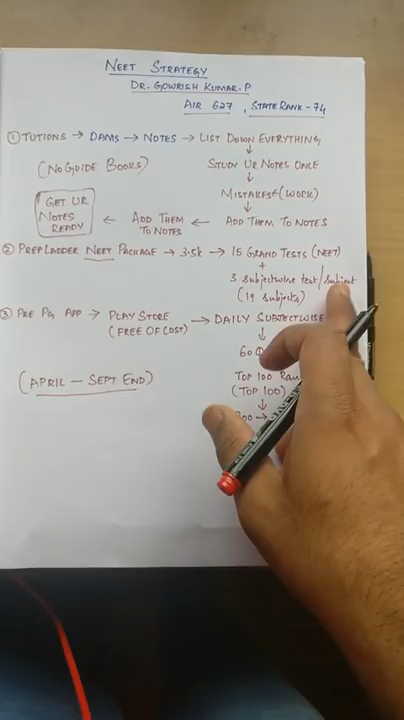 NEET STRATEGY
DR. GOWRISH KUMAR. P
AIR 627, STATE RANK - 74
① TUTIONS → DAMS → NOTES → LIST DOWN EVERYTHING
↓
(NO GUIDE BOOKS) STUDY UR NOTES ONCE
↓
MISTAKES (WORK)
↓
GET UR NOTES READY ← ADD THEM TO NOTES ← ADD THEM TO NOTES
② PREPLADDER NEET PACKAGE → 3.5k → 15 GRAND TESTS (NEET)
+
3 subjectwise test/subject
(19 subjects)
③ PRE PG APP → PLAY STORE (FREE OF COST) → DAILY SUBJECTWISE
↓
60
TOP 100
(TOP 100)
↓
(APRIL - SEPT END)